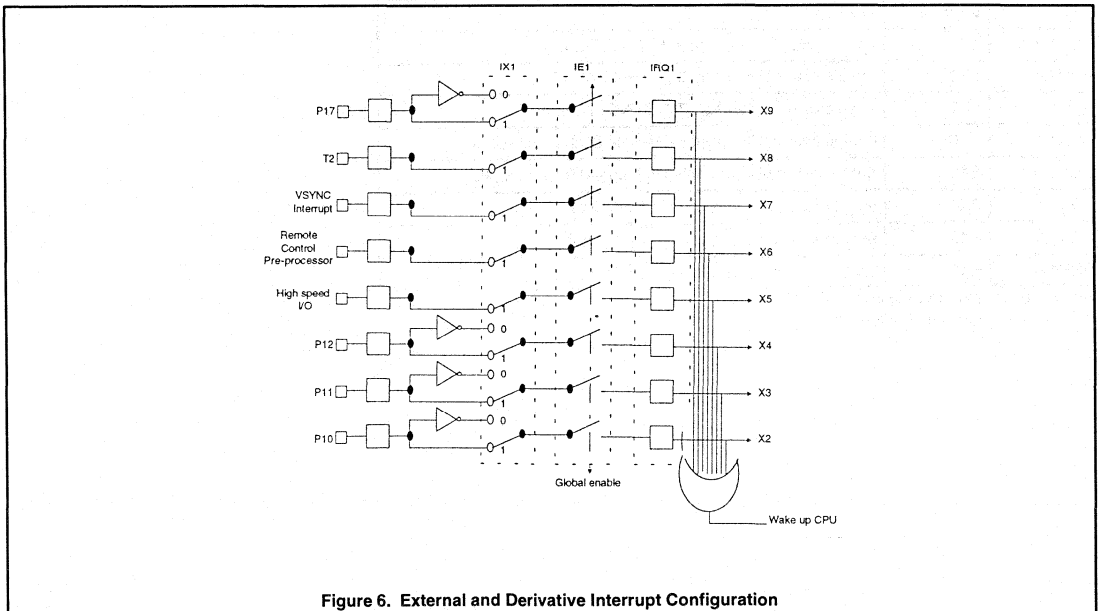 IX1 IE1 IRQ1
0
P17 1 X9
T2 1 X8
VSYNC
Interrupt 1 X7
Remote
Control
Pre-processor 1 X6
High speed
I/O 1 X5
0
P12 1 X4
0
P11 1 X3
0
P10 1 X2
Global enable
Wake up CPU
Figure 6. External and Derivative Interrupt Configuration